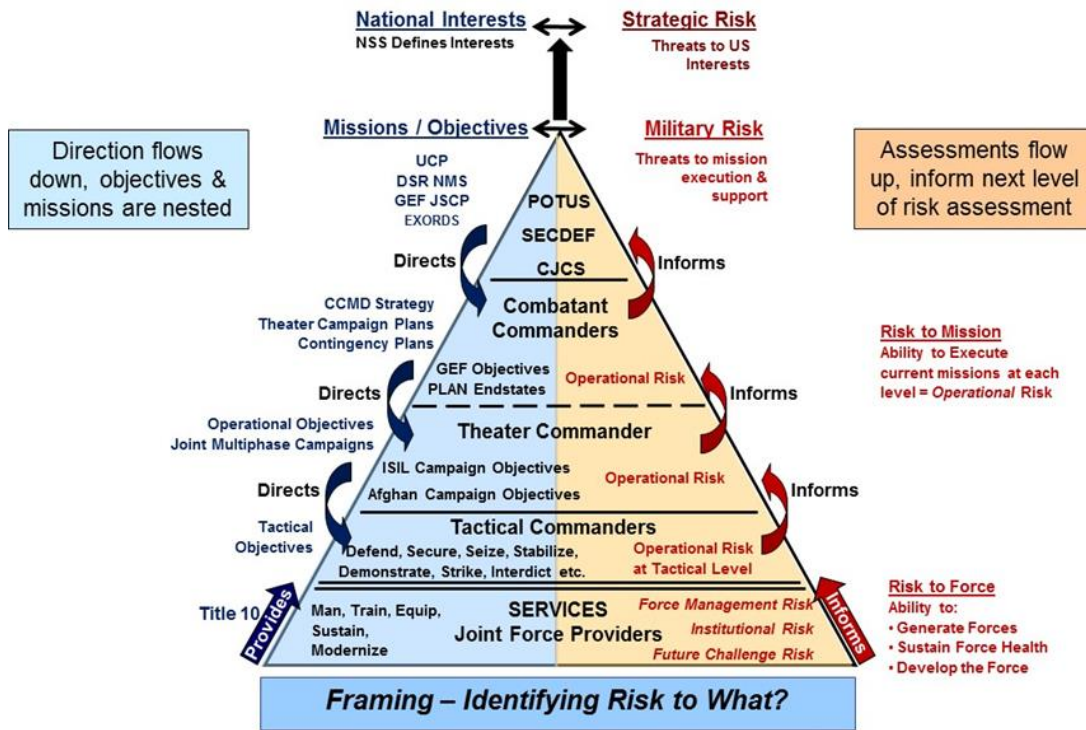 National Interests
NSS Defines Interests
Strategic Risk
Threats to US
Interests
Missions / Objectives
Military Risk
Direction flows
down, objectives &
missions are nested
UCP
DSR NMS
GEF JSCP
EXORDS
Threats to mission
execution &
support
Assessments flow
up, inform next level
of risk assessment
POTUS
SECDEF
CJCS
Directs
Informs
CCMD Strategy
Theater Campaign Plans
Contingency Plans
Combatant
Commanders
Risk to Mission
Ability to Execute
current missions at each
level = Operational Risk
GEF Objectives
PLAN Endstates
Operational Risk
Directs
Informs
Operational Objectives
Joint Multiphase Campaigns
Theater Commander
ISIL Campaign Objectives
Afghan Campaign Objectives
Operational Risk
Directs
Informs
Tactical
Objectives
Tactical Commanders
Defend, Secure, Seize, Stabilize,
Demonstrate, Strike, Interdict etc.
Operational Risk
at Tactical Level
Title 10
Provides
Man, Train, Equip,
Sustain,
Modernize
SERVICES
Joint Force Providers
Force Management Risk
Institutional Risk
Future Challenge Risk
Informs
Risk to Force
Ability to:
• Generate Forces
• Sustain Force Health
• Develop the Force
Framing – Identifying Risk to What?